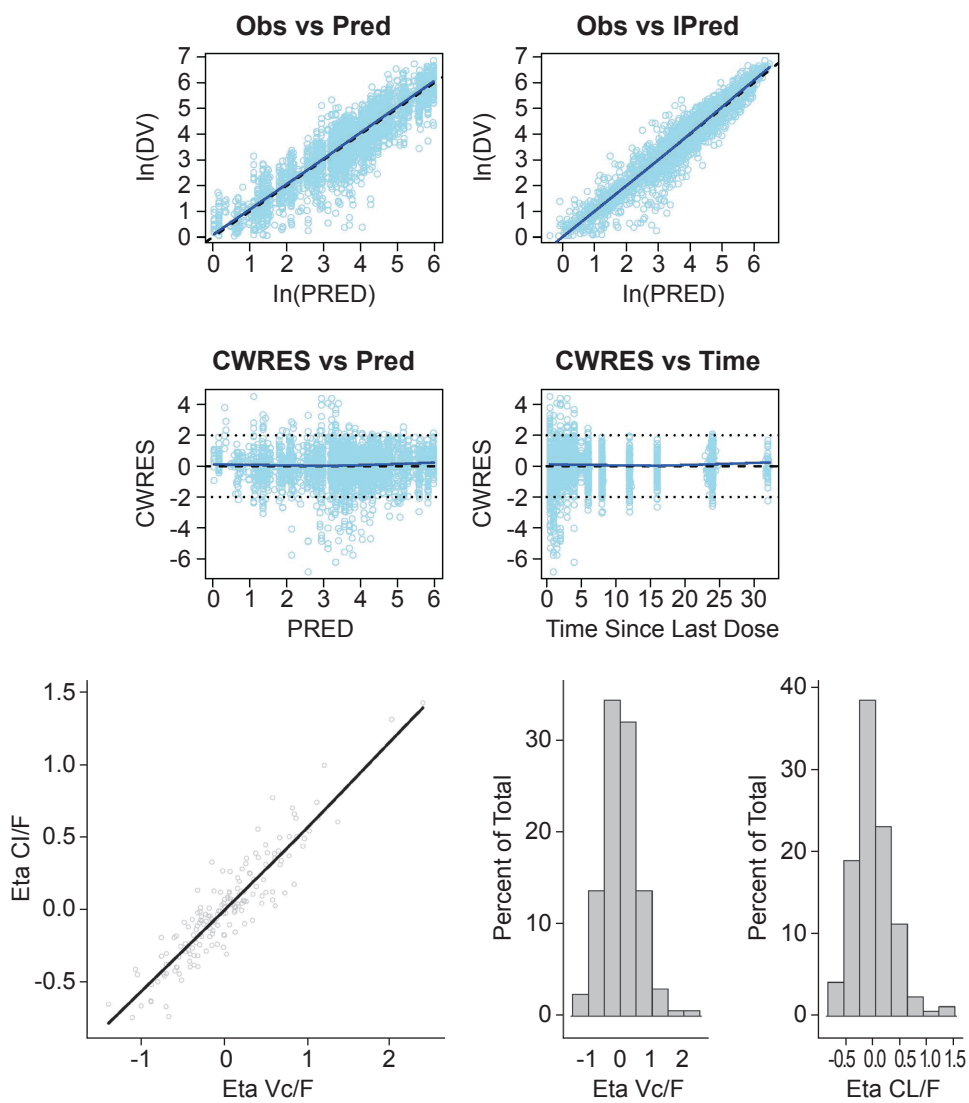 Obs vs Pred
Obs vs IPred
7
6
5
4
3
2
1
0
ln(DV)
0 1 2 3 4 5 6
ln(PRED)
7
6
5
4
3
2
1
0
ln(DV)
0 1 2 3 4 5 6
ln(PRED)
CWRES vs Pred
CWRES vs Time
4
2
0
-2
-4
-6
CWRES
0 1 2 3 4 5 6
PRED
4
2
0
-2
-4
-6
CWRES
0 5 10 15 20 25 30
Time Since Last Dose
1.5
1.0
0.5
0.0
-0.5
Eta Cl/F
-1 0 1 2
Eta Vc/F
30
20
10
0
Percent of Total
-1 0 1 2
Eta Vc/F
40
30
20
10
0
Percent of Total
-0.5 0.0 0.5 1.0 1.5
Eta CL/F